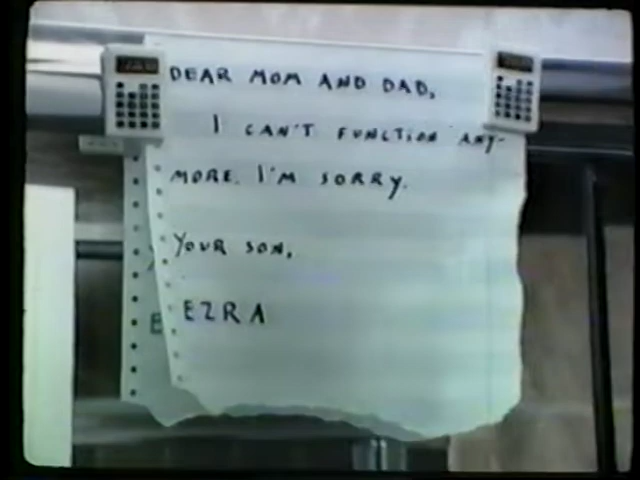 DEAR MOM AND DAD,
I CAN'T FUNCTION ANY-
MORE. I'M SORRY.
YOUR SON,
EZRA